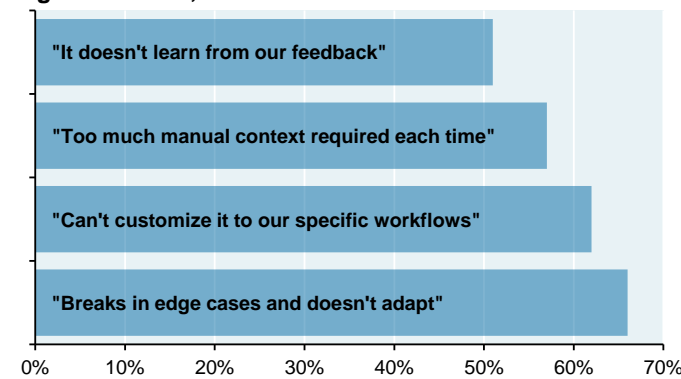 "It doesn't learn from our feedback"
"Too much manual context required each time"
"Can't customize it to our specific workflows"
"Breaks in edge cases and doesn't adapt"
0% 10% 20% 30% 40% 50% 60% 70%